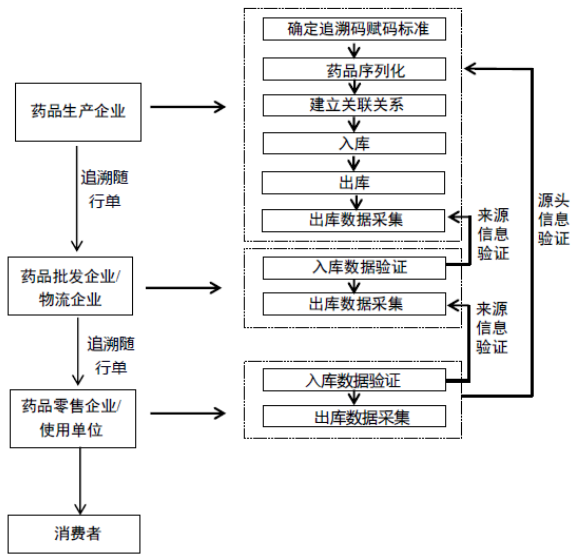 确定追溯码赋码标准
药品序列化
药品生产企业
建立关联关系
入库
追溯随
行单
出库
出库数据采集
来源
信息
验证
源头
信息
验证
药品批发企业/
物流企业
入库数据验证
出库数据采集
来源
信息
验证
追溯随
行单
药品零售企业/
使用单位
入库数据验证
出库数据采集
消费者